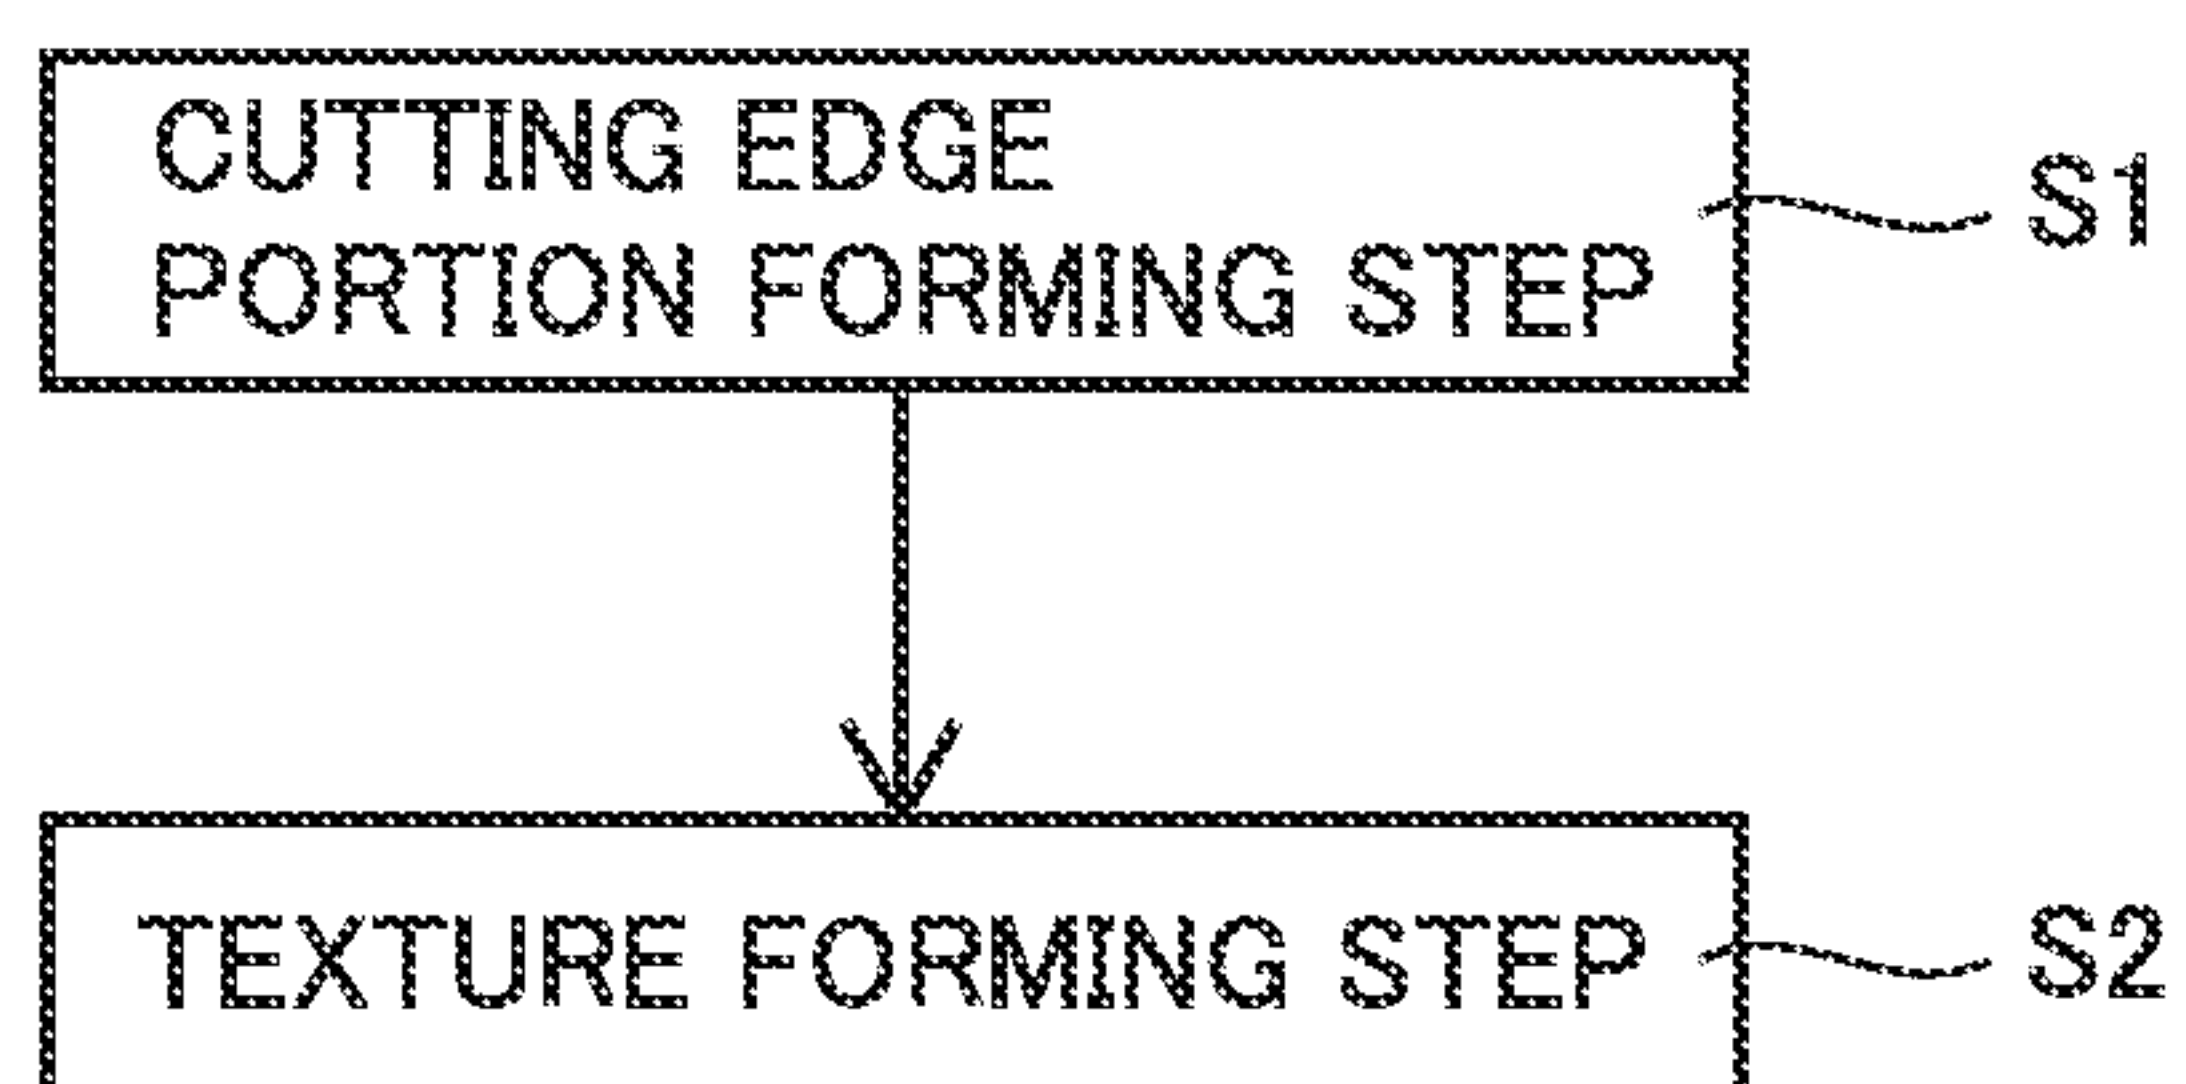 CUTTING EDGE
PORTION FORMING STEP
S1
TEXTURE FORMING STEP
S2